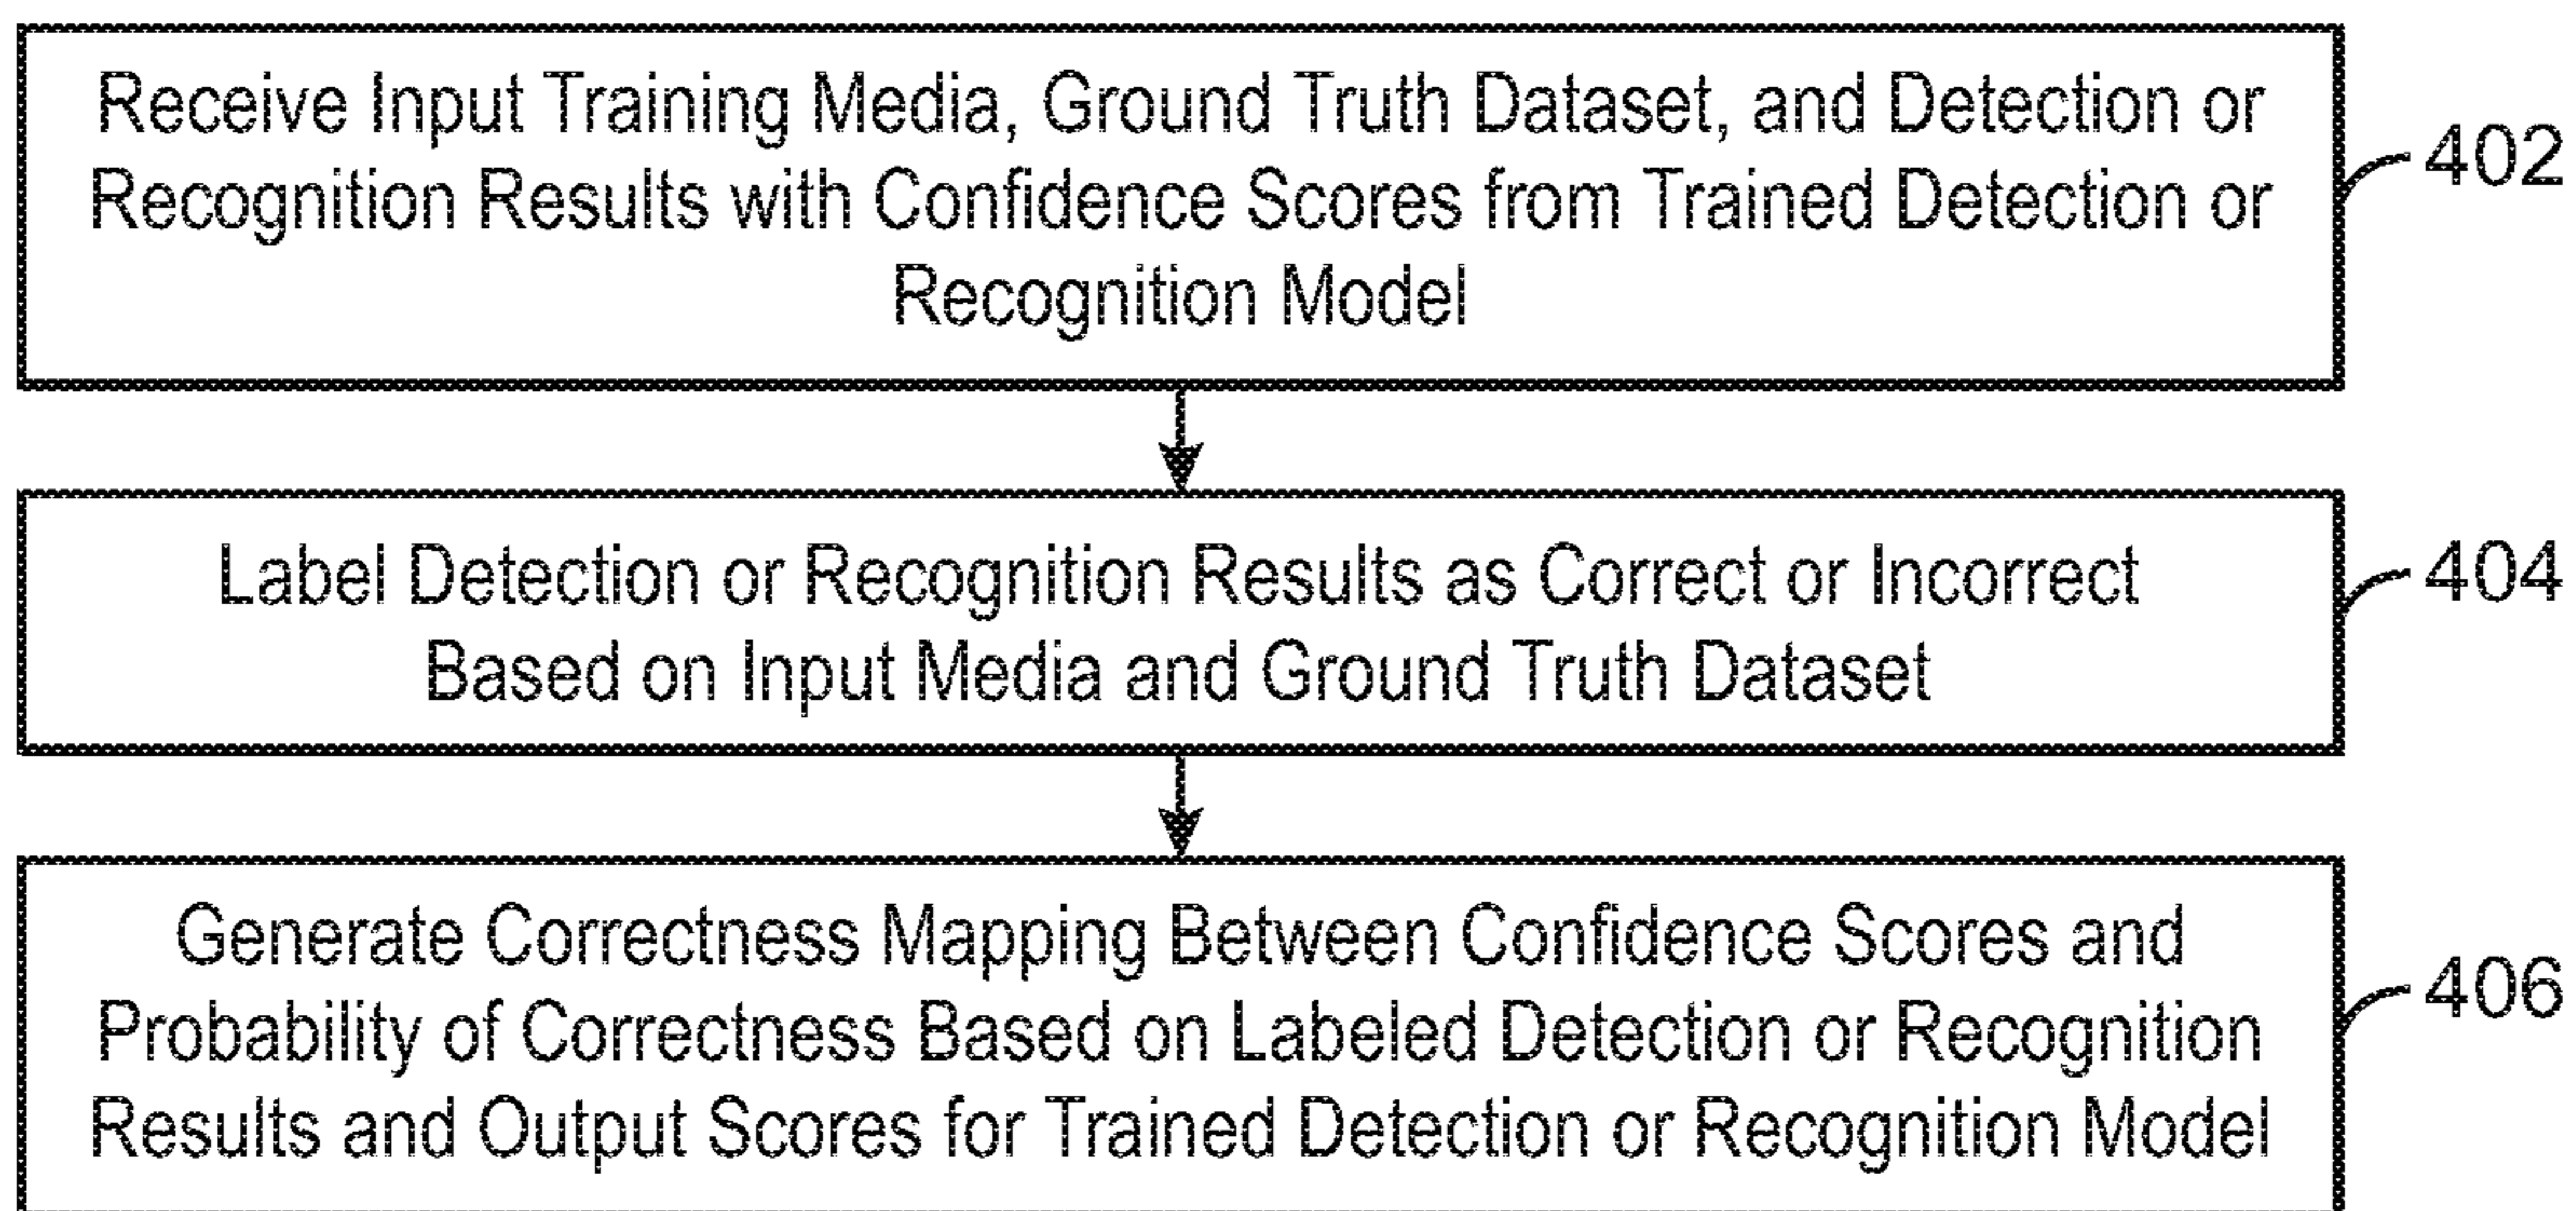 Receive Input Training Media, Ground Truth Dataset, and Detection or
Recognition Results with Confidence Scores from Trained Detection or
Recognition Model
402
Label Detection or Recognition Results as Correct or Incorrect
Based on Input Media and Ground Truth Dataset
404
Generate Correctness Mapping Between Confidence Scores and
Probability of Correctness Based on Labeled Detection or Recognition
Results and Output Scores for Trained Detection or Recognition Model
406